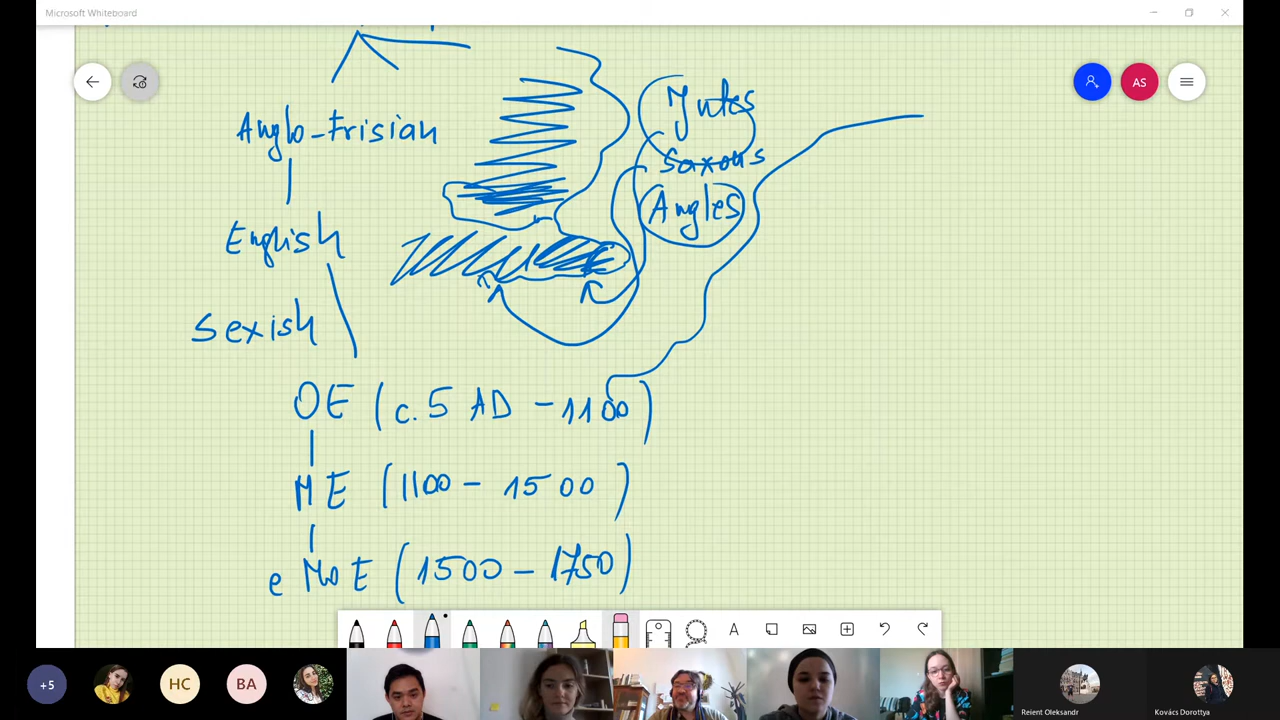 Microsoft Whiteboard
AS
Jutes
Anglo-Frisian
Saxons
Angles
English
Sexish
OE (c. 5 AD - 1100)
ME (1100 - 1500)
e MoE (1500 - 1750)
A
+5
HC
BA
Reient Oleksandr
Kovács Dorottya